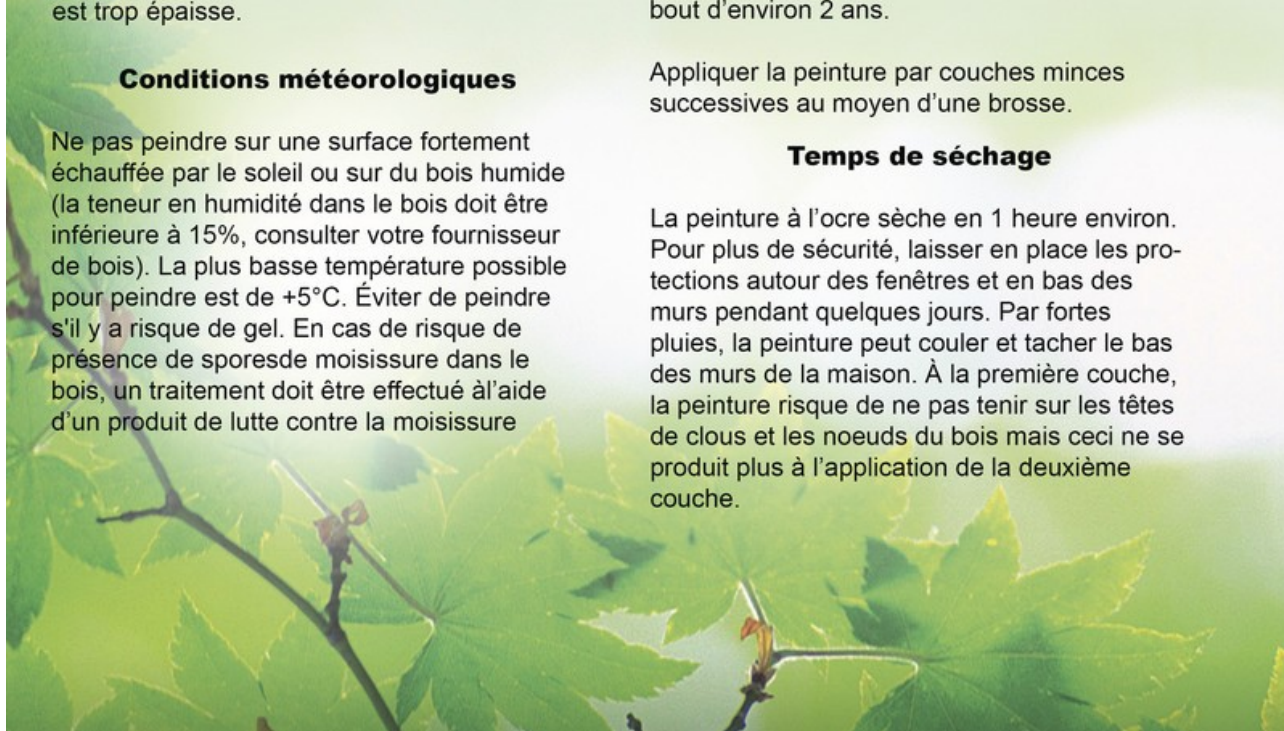 est trop épaisse.
Conditions météorologiques
Ne pas peindre sur une surface fortement
échauffée par le soleil ou sur du bois humide
(la teneur en humidité dans le bois doit être
inférieure à 15%, consulter votre fournisseur
de bois). La plus basse température possible
pour peindre est de +5°C. Éviter de peindre
s'il y a risque de gel. En cas de risque de
présence de sporesde moisissure dans le
bois, un traitement doit être effectué àl’aide
d’un produit de lutte contre la moisissure
bout d’environ 2 ans.
Appliquer la peinture par couches minces
successives au moyen d’une brosse.
Temps de séchage
La peinture à l’ocre sèche en 1 heure environ.
Pour plus de sécurité, laisser en place les pro-
tections autour des fenêtres et en bas des
murs pendant quelques jours. Par fortes
pluies, la peinture peut couler et tacher le bas
des murs de la maison. À la première couche,
la peinture risque de ne pas tenir sur les têtes
de clous et les noeuds du bois mais ceci ne se
produit plus à l’application de la deuxième
couche.